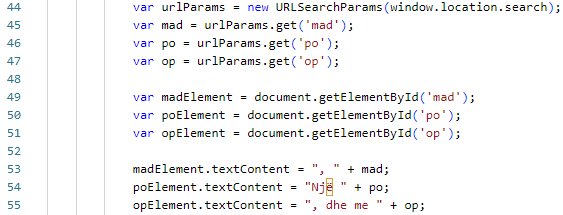 44 var urlParams = new URLSearchParams(window.location.search);
45 var mad = urlParams.get('mad');
46 var po = urlParams.get('po');
47 var op = urlParams.get('op');
48
49 var madElement = document.getElementById('mad');
50 var poElement = document.getElementById('po');
51 var opElement = document.getElementById('op');
52
53 madElement.textContent = ", " + mad;
54 poElement.textContent = "Një " + po;
55 opElement.textContent = ", dhe me " + op;